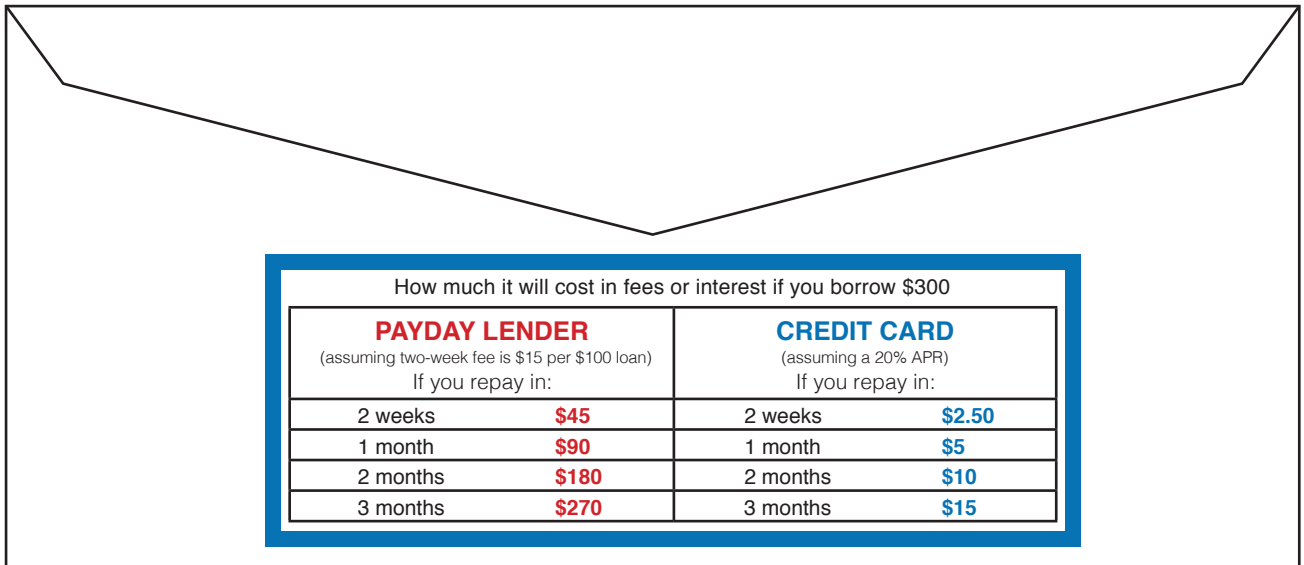 How much it will cost in fees or interest if you borrow $300
PAYDAY LENDER
(assuming two-week fee is $15 per $100 loan)
If you repay in:
2 weeks $45
1 month $90
2 months $180
3 months $270
CREDIT CARD
(assuming a 20% APR)
If you repay in:
2 weeks $2.50
1 month $5
2 months $10
3 months $15